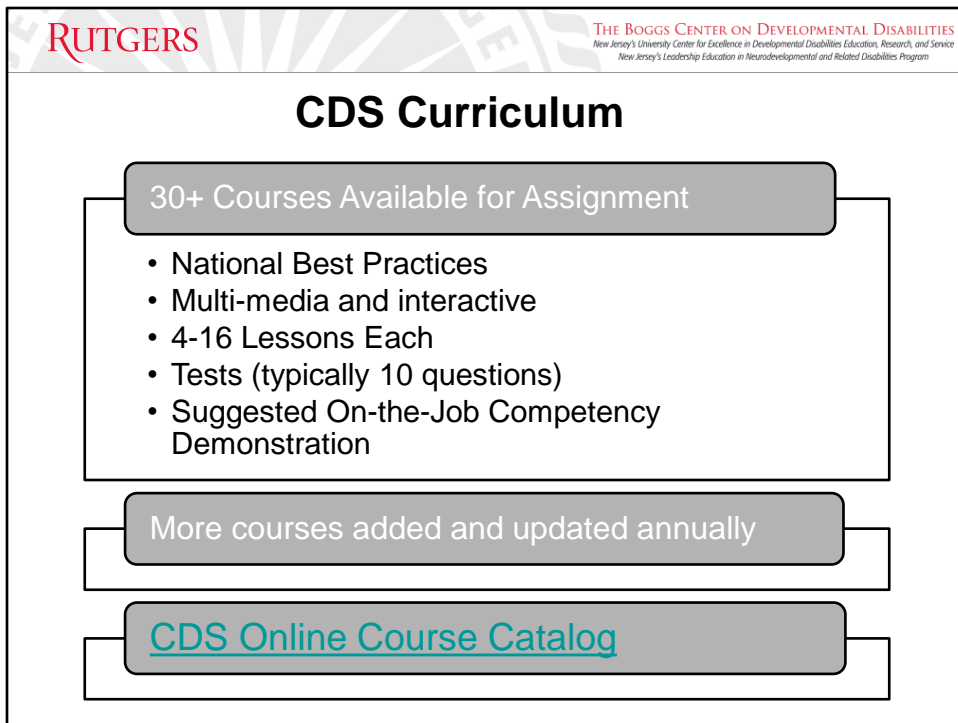 RUTGERS
THE BOGGS CENTER ON DEVELOPMENTAL DISABILITIES
New Jersey's University Center for Excellence in Developmental Disabilities Education, Research, and Service
New Jersey's Leadership Education in Neurodevelopmental and Related Disabilities Program
CDS Curriculum
30+ Courses Available for Assignment
• National Best Practices
• Multi-media and interactive
• 4-16 Lessons Each
• Tests (typically 10 questions)
• Suggested On-the-Job Competency
Demonstration
More courses added and updated annually
CDS Online Course Catalog